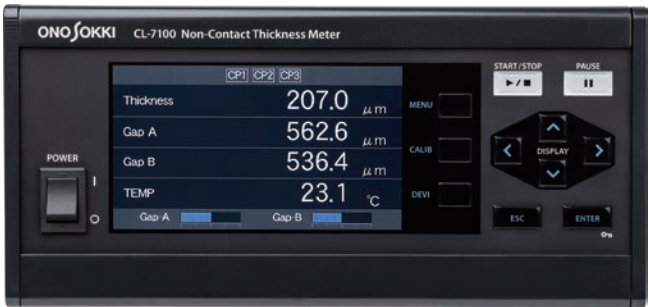 ONO SOKKI CL-7100 Non-Contact Thickness Meter
START/STOP PAUSE
CP1 CP2 CP3
Thickness 207.0 μm
MENU
Gap A 562.6 μm
DISPLAY
CALIB
POWER
Gap B 536.4 μm
TEMP 23.1 ℃
DEVI
I
O
Gap-A Gap-B
ESC ENTER